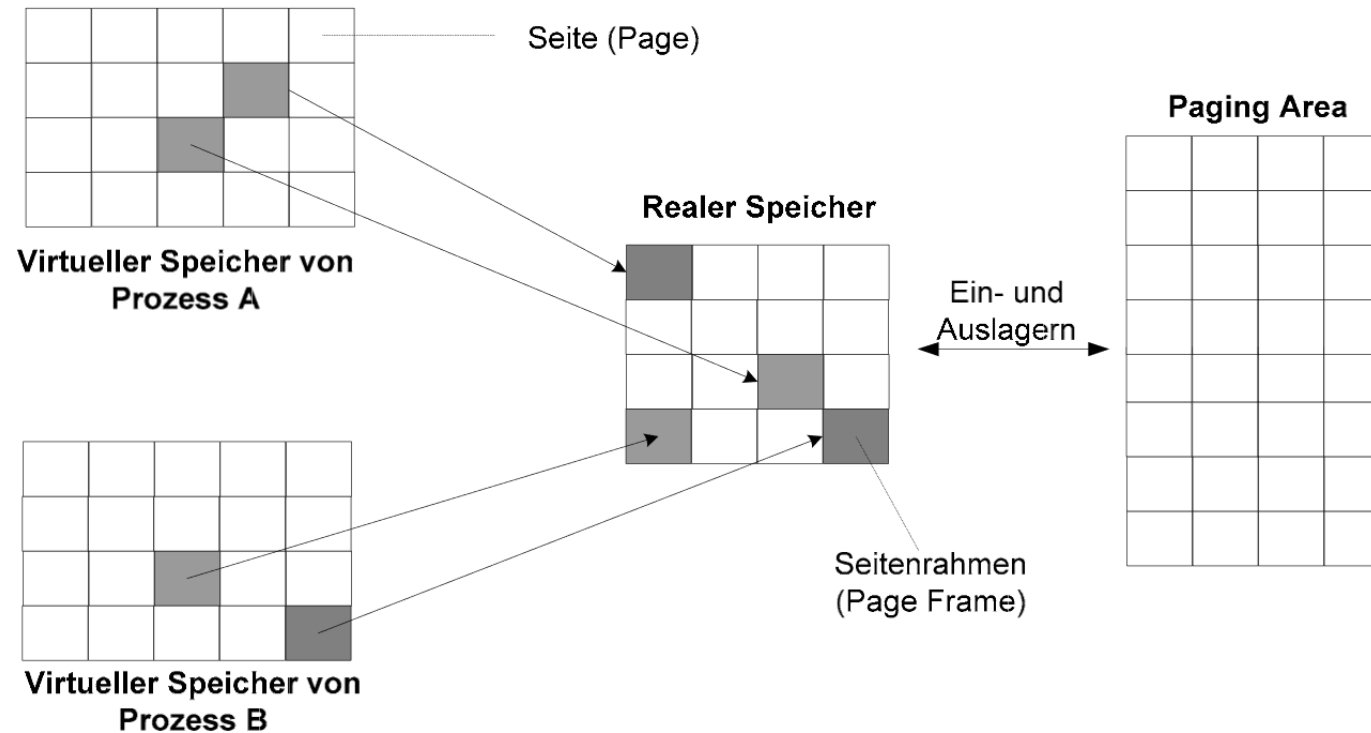 Seite (Page)
Paging Area
Realer Speicher
Virtueller Speicher von
Prozess A
Ein- und
Auslagern
Seitenrahmen
(Page Frame)
Virtueller Speicher von
Prozess B